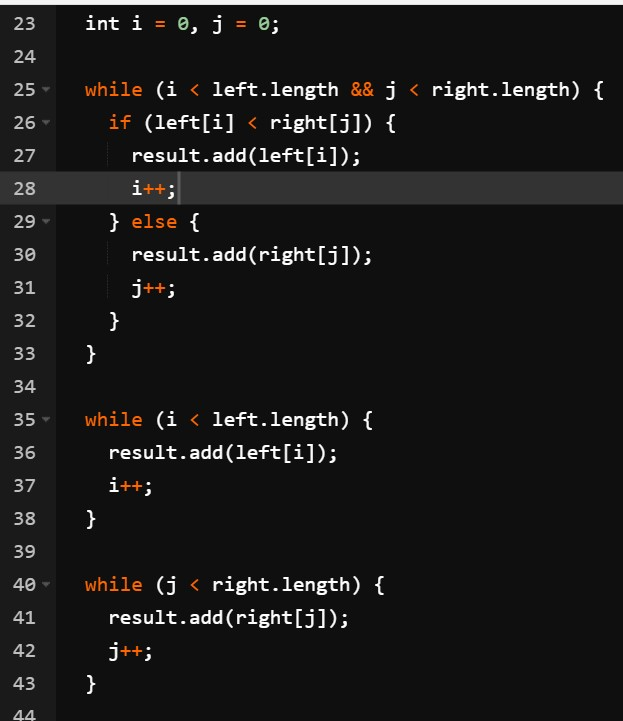 23 int i = 0, j = 0;
24
25 while (i < left.length && j < right.length) {
26 if (left[i] < right[j]) {
27 result.add(left[i]);
28 i++;
29 } else {
30 result.add(right[j]);
31 j++;
32 }
33 }
34
35 while (i < left.length) {
36 result.add(left[i]);
37 i++;
38 }
39
40 while (j < right.length) {
41 result.add(right[j]);
42 j++;
43 }
44